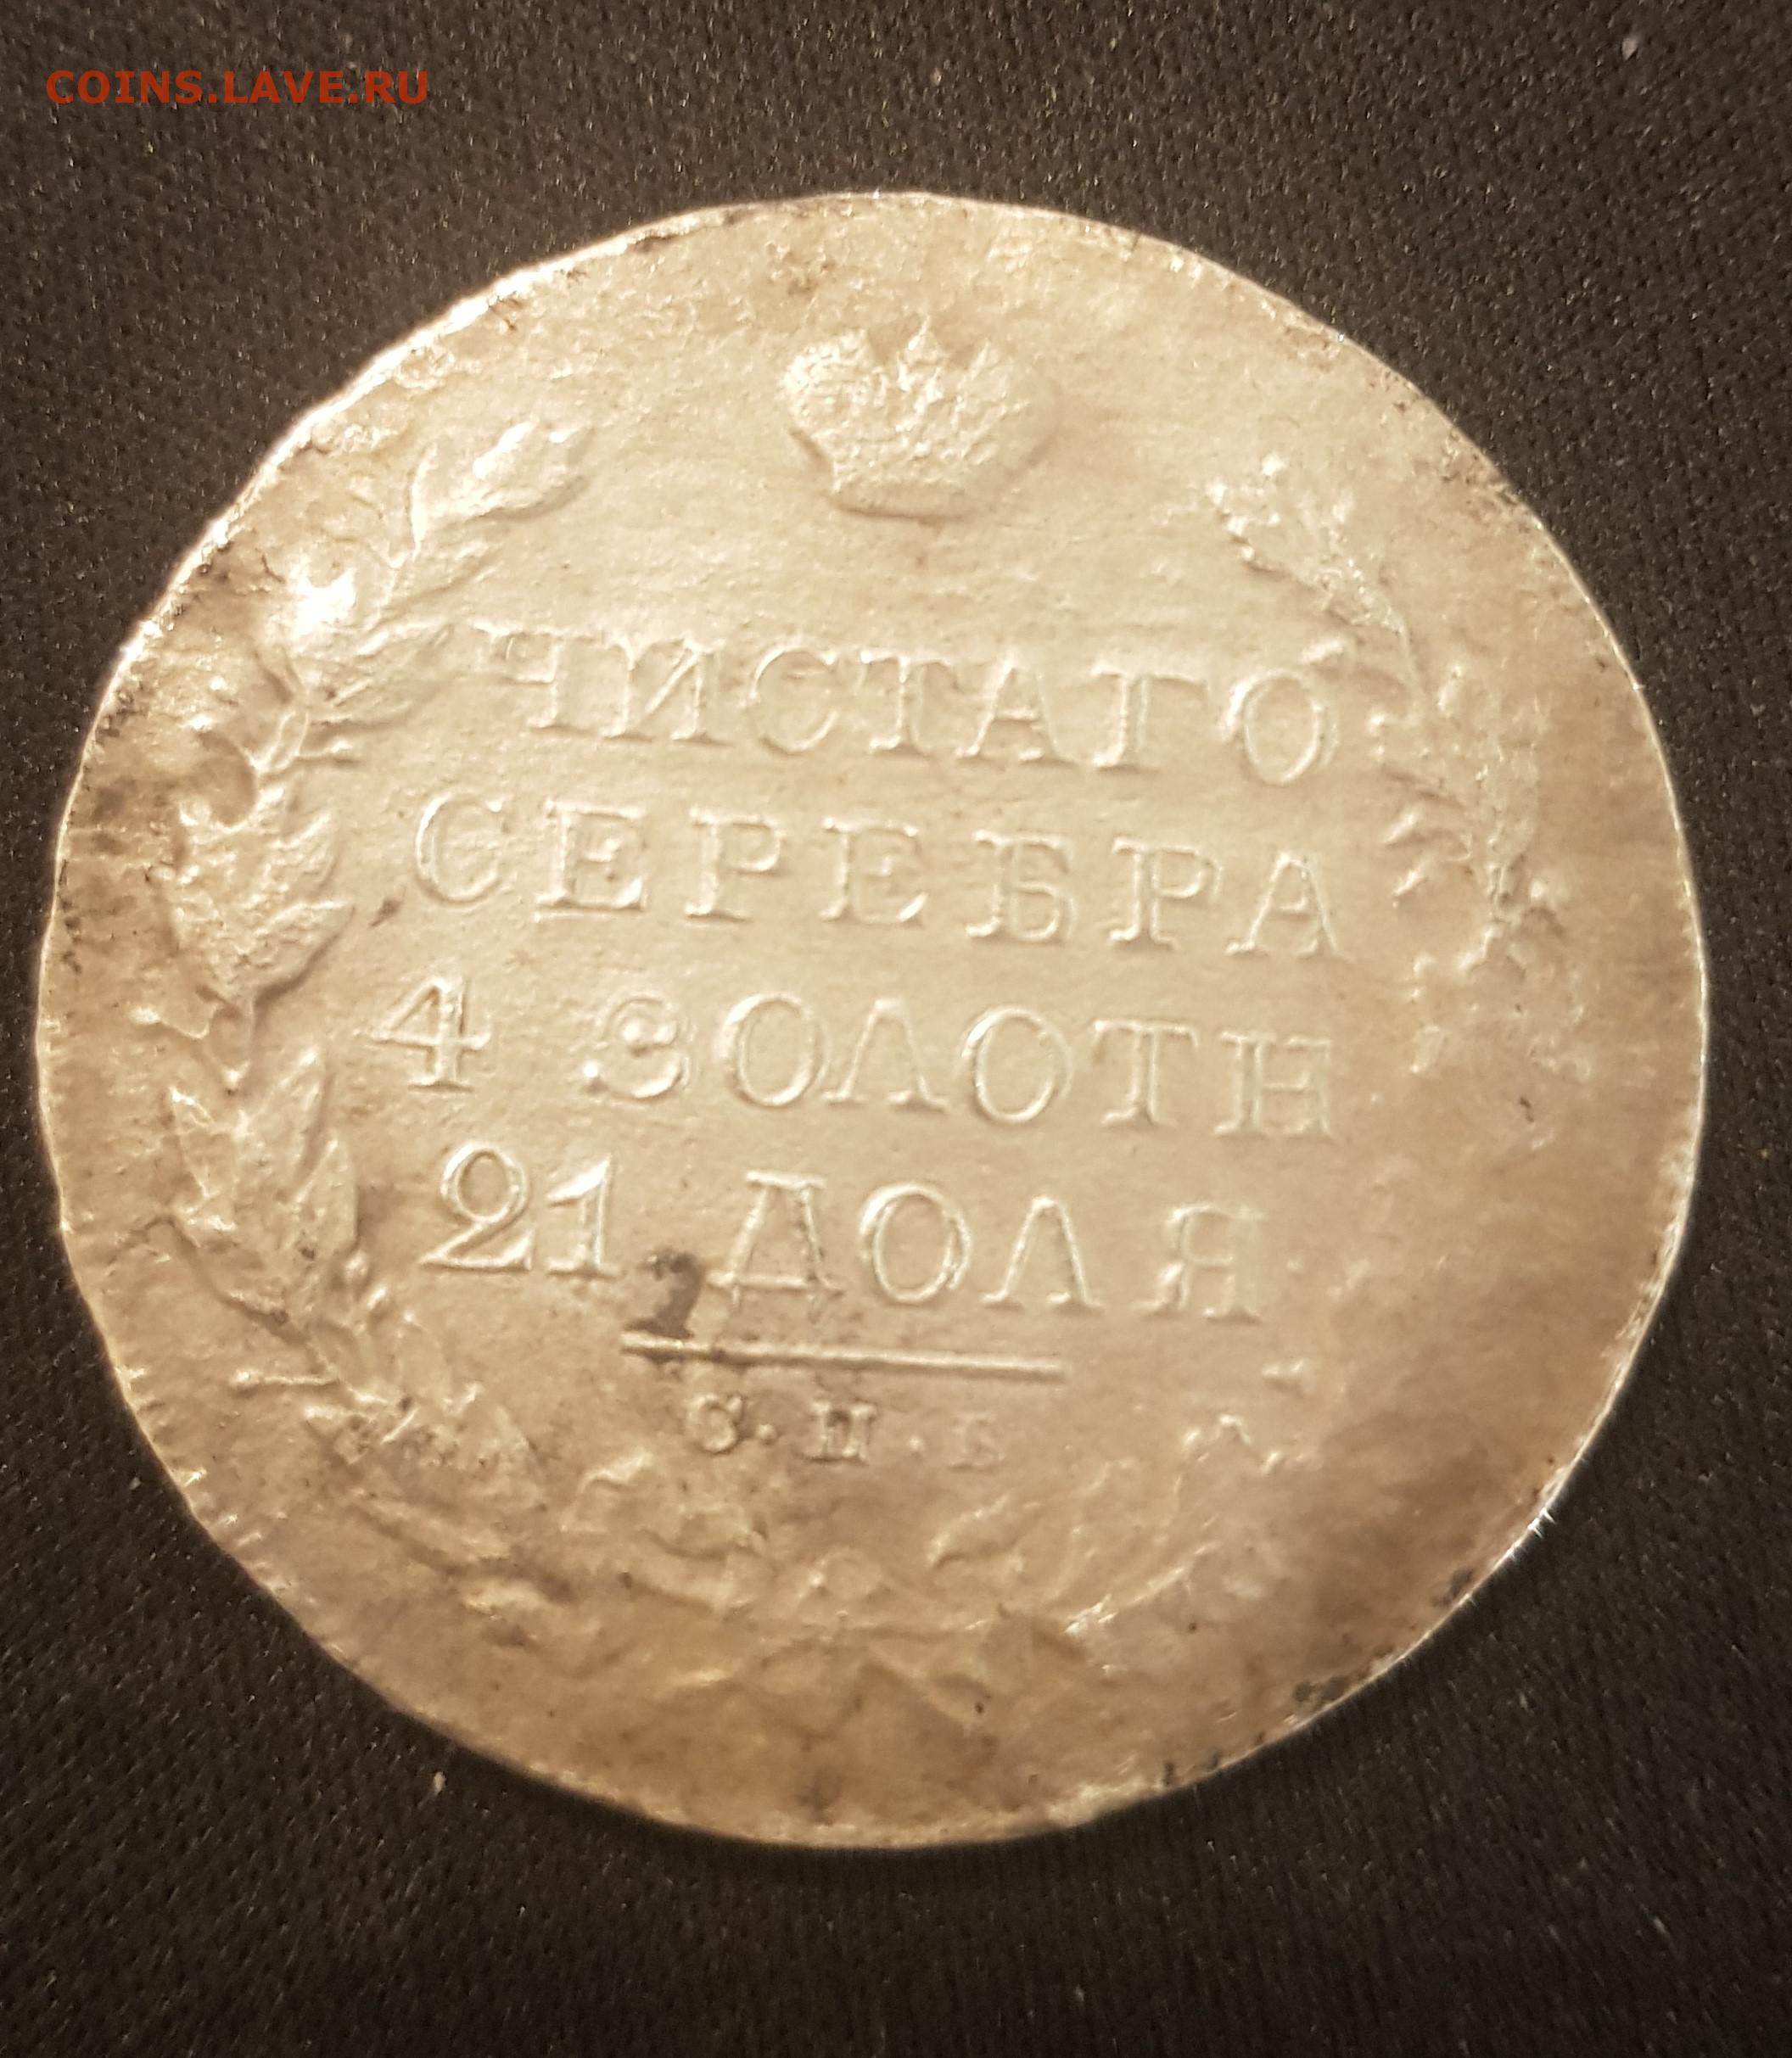 COINS.LAVE.RU
ЧИСТАГО
СЕРЕБРА
4 ЗОЛОТН
21 ДОЛЯ
С.П.Б